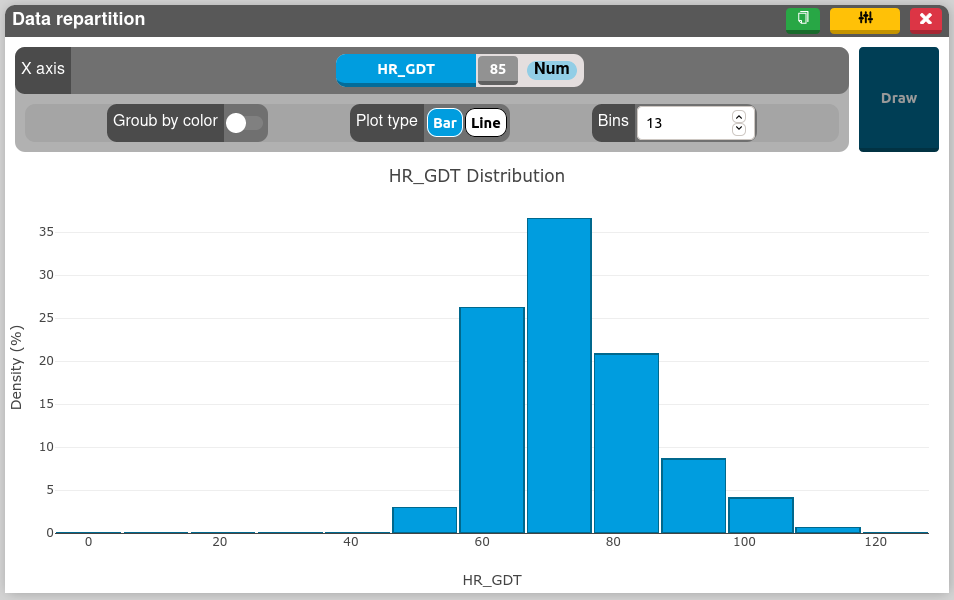 Data repartition
X axis
HR_GDT 85 Num
Draw
Groub by color
Plot type Bar Line
Bins 13
HR_GDT Distribution
35
30
25
20
15
10
5
0
Density (%)
0 20 40 60 80 100 120
HR_GDT